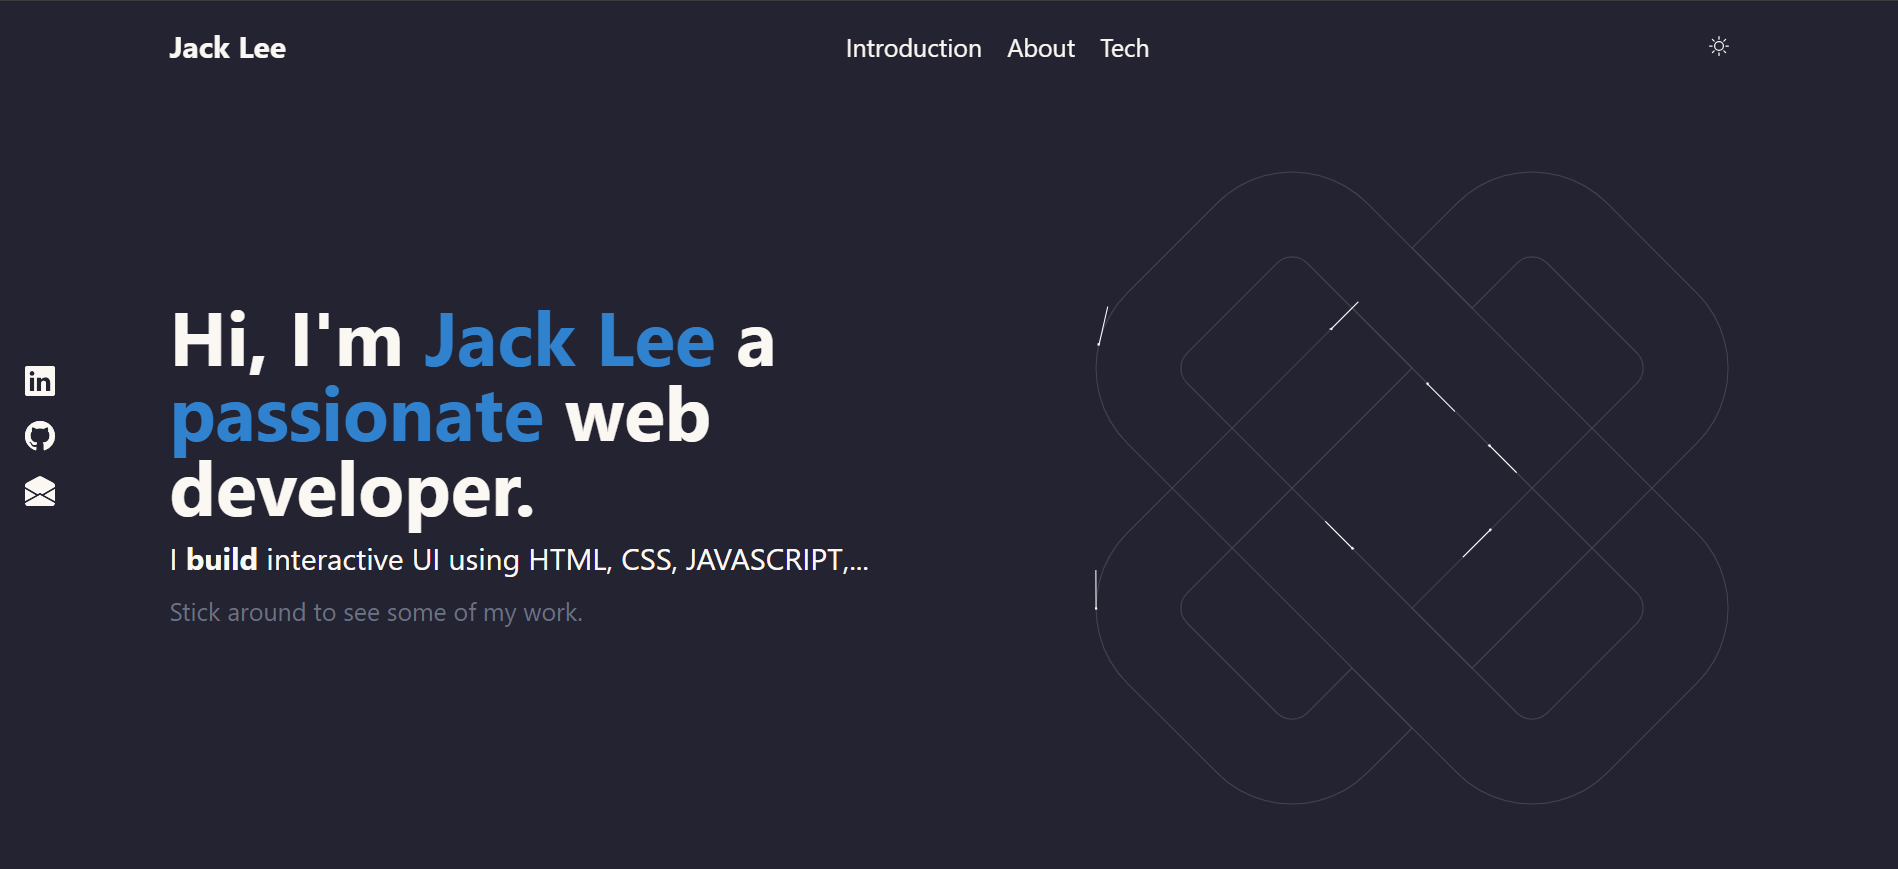 Jack Lee
Introduction About Tech
Hi, I'm Jack Lee a
passionate web
developer.
I build interactive UI using HTML, CSS, JAVASCRIPT,...
Stick around to see some of my work.
in